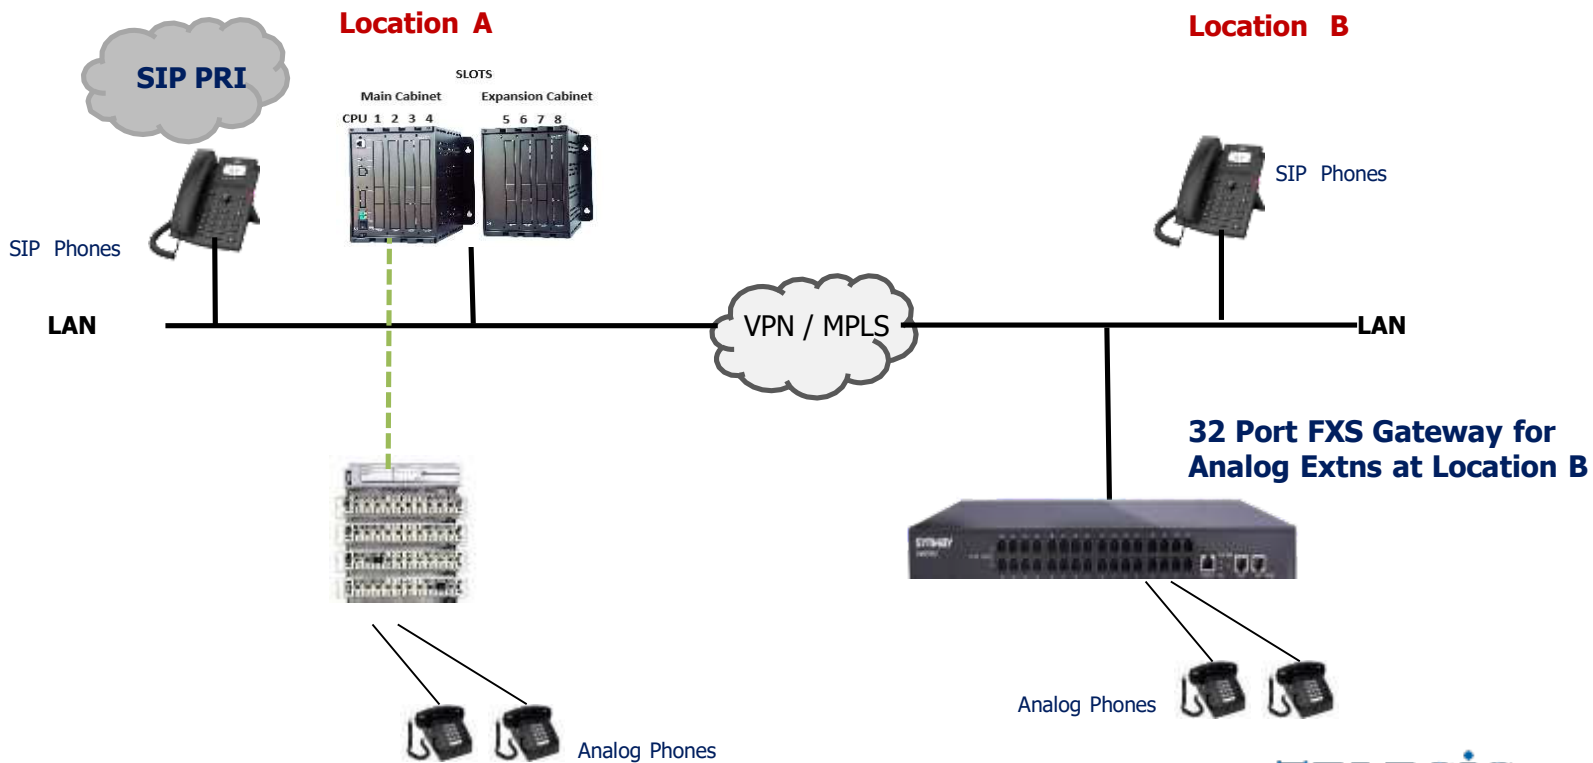 Location A
Location B
SIP PRI
SLOTS
Main Cabinet
Expansion Cabinet
CPU 1 2 3 4
5 6 7 8
SIP Phones
SIP Phones
LAN
VPN / MPLS
LAN
32 Port FXS Gateway for
Analog Extns at Location B
SYNWAY
Analog Phones
Analog Phones